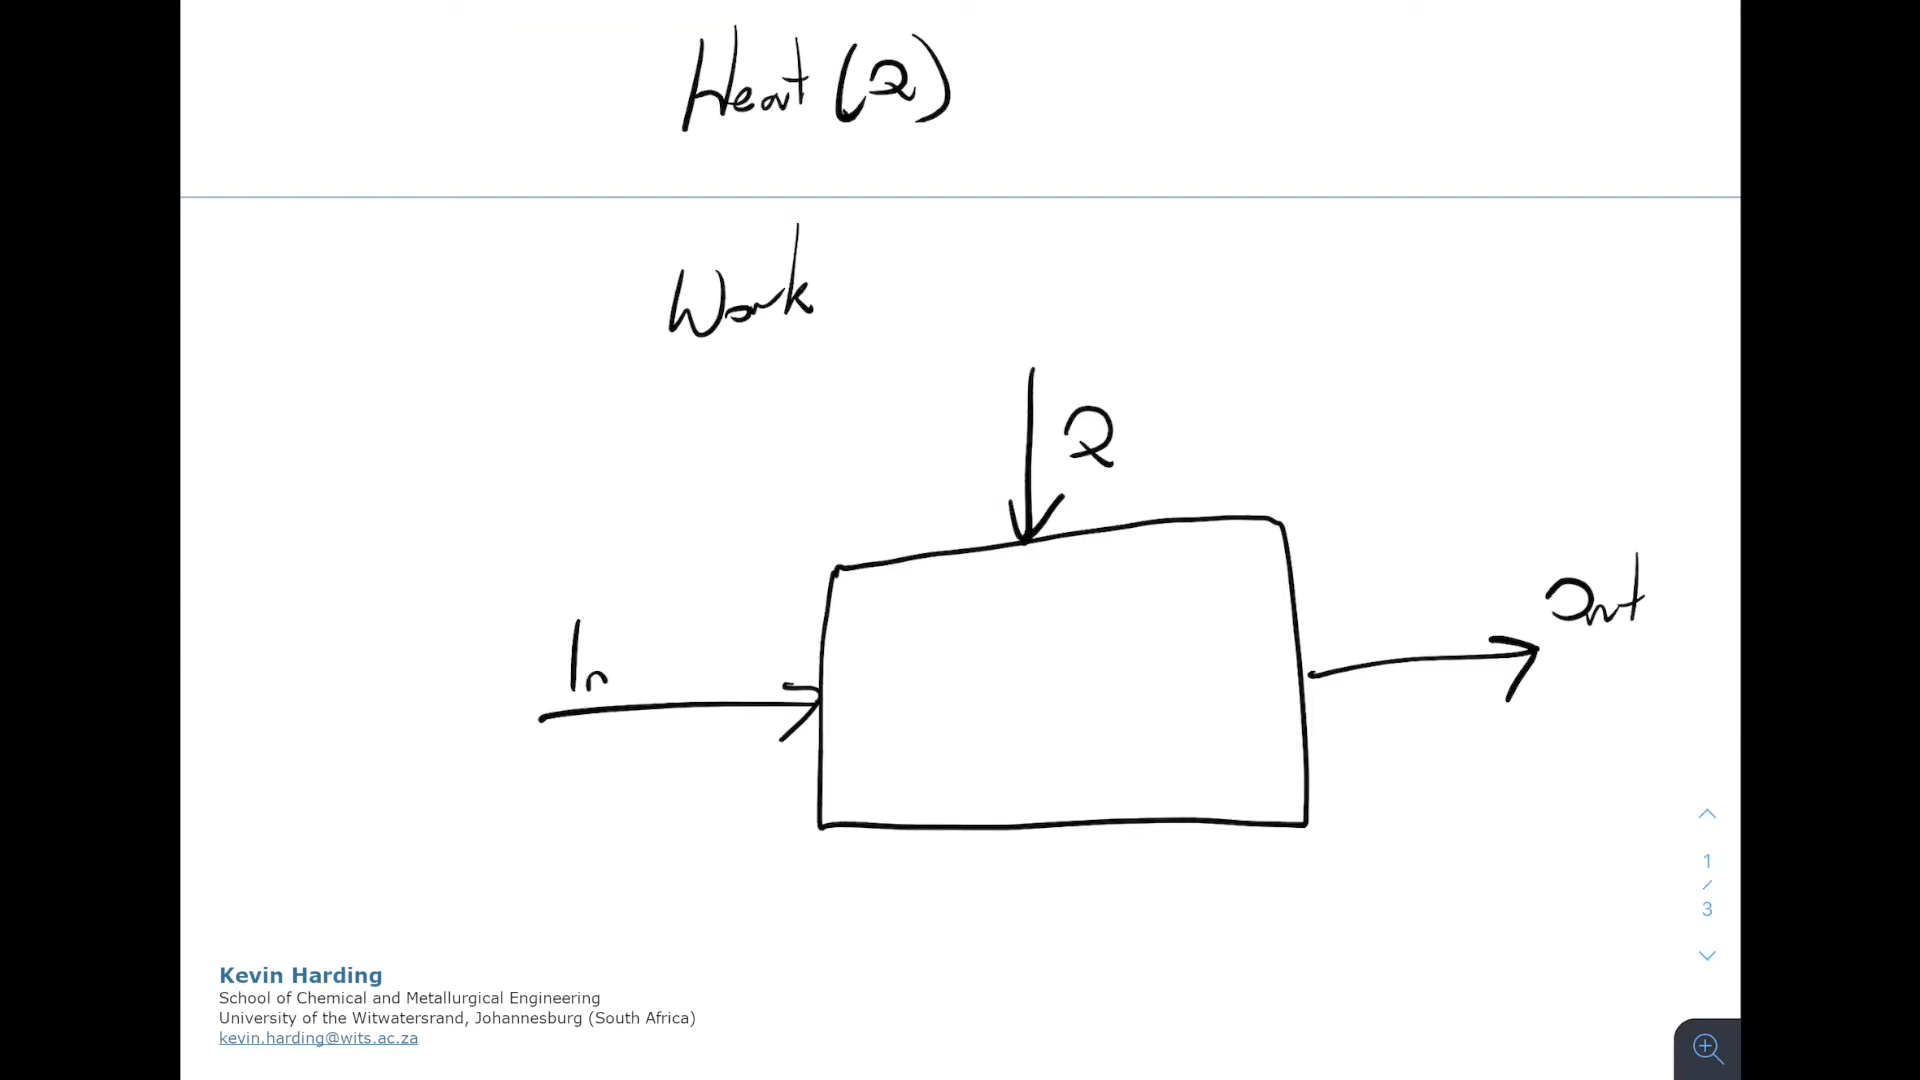 Heat (Q)
Work
Q
In
Out
1
/
3
Kevin Harding
School of Chemical and Metallurgical Engineering
University of the Witwatersrand, Johannesburg (South Africa)
kevin.harding@wits.ac.za